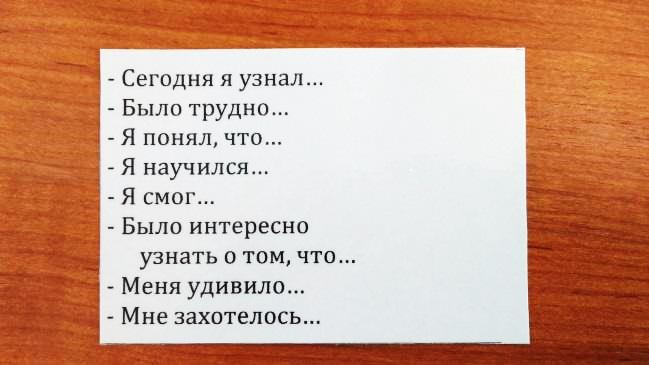 - Сегодня я узнал...
- Было трудно...
- Я понял, что...
- Я научился...
- Я смог...
- Было интересно
узнать о том, что...
- Меня удивило...
- Мне захотелось...